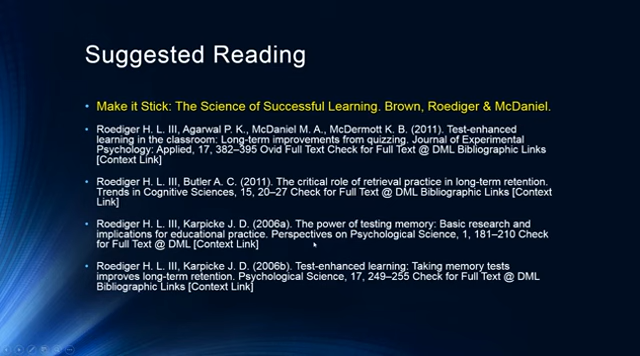 Suggested Reading
• Make it Stick: The Science of Successful Learning. Brown, Roediger & McDaniel.
• Roediger H. L. III, Agarwal P. K., McDaniel M. A., McDermott K. B. (2011). Test-enhanced
learning in the classroom: Long-term improvements from quizzing. Journal of Experimental
Psychology: Applied, 17, 382–395 Ovid Full Text Check for Full Text @ DML Bibliographic Links
[Context Link]
• Roediger H. L. III, Butler A. C. (2011). The critical role of retrieval practice in long-term retention.
Trends in Cognitive Sciences, 15, 20–27 Check for Full Text @ DML Bibliographic Links [Context
Link]
• Roediger H. L. III, Karpicke J. D. (2006a). The power of testing memory: Basic research and
implications for educational practice. Perspectives on Psychological Science, 1, 181–210 Check
for Full Text @ DML [Context Link]
• Roediger H. L. III, Karpicke J. D. (2006b). Test-enhanced learning: Taking memory tests
improves long-term retention. Psychological Science, 17, 249–255 Check for Full Text @ DML
Bibliographic Links [Context Link]